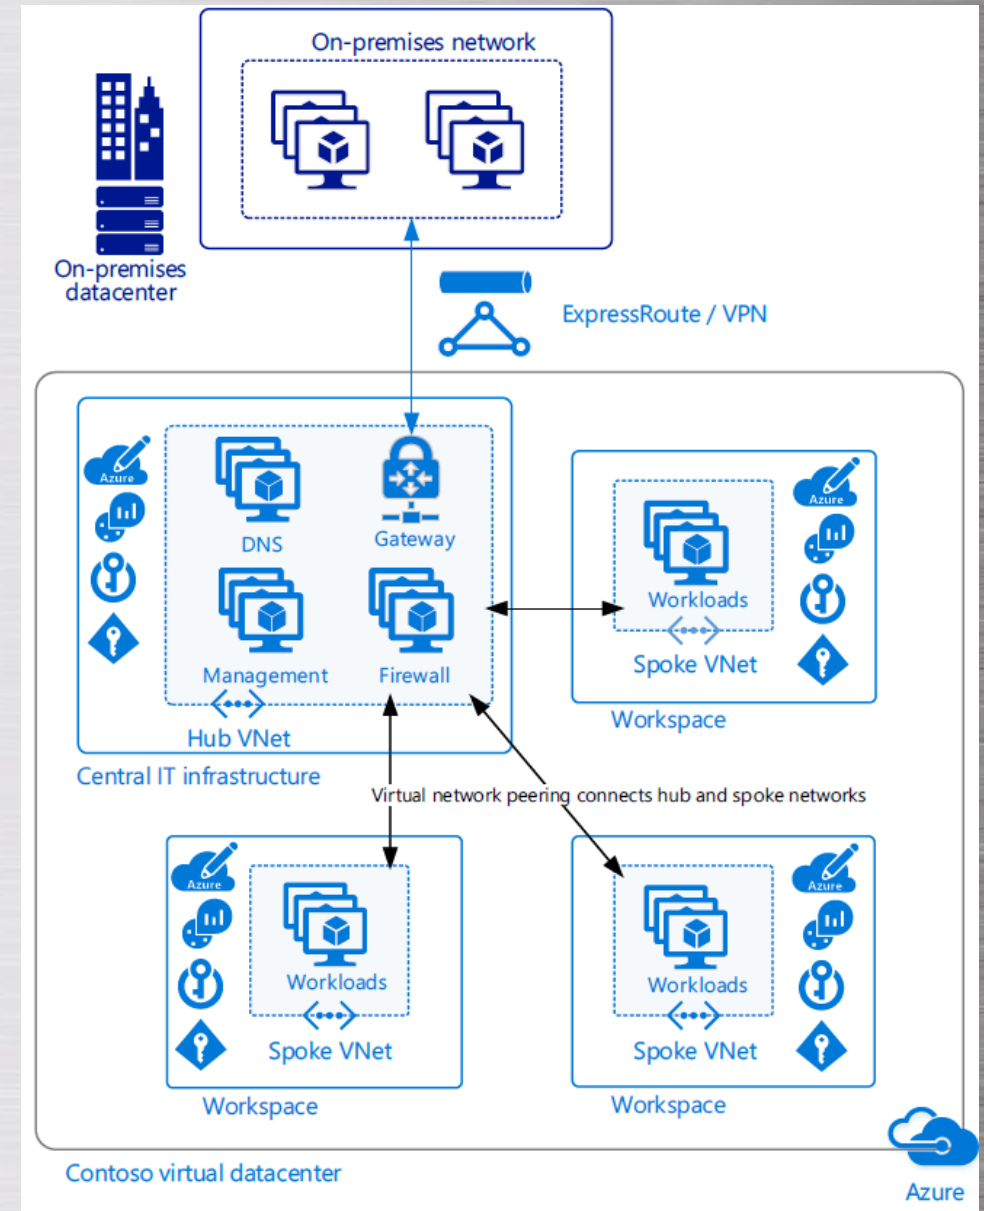 On-premises network
On-premises
datacenter
ExpressRoute / VPN
Azure
DNS
Gateway
Management
Firewall
Hub VNet
Central IT infrastructure
Azure
Workloads
Spoke VNet
Workspace
Virtual network peering connects hub and spoke networks
Azure
Workloads
Spoke VNet
Workspace
Azure
Workloads
Spoke VNet
Workspace
Contoso virtual datacenter
Azure